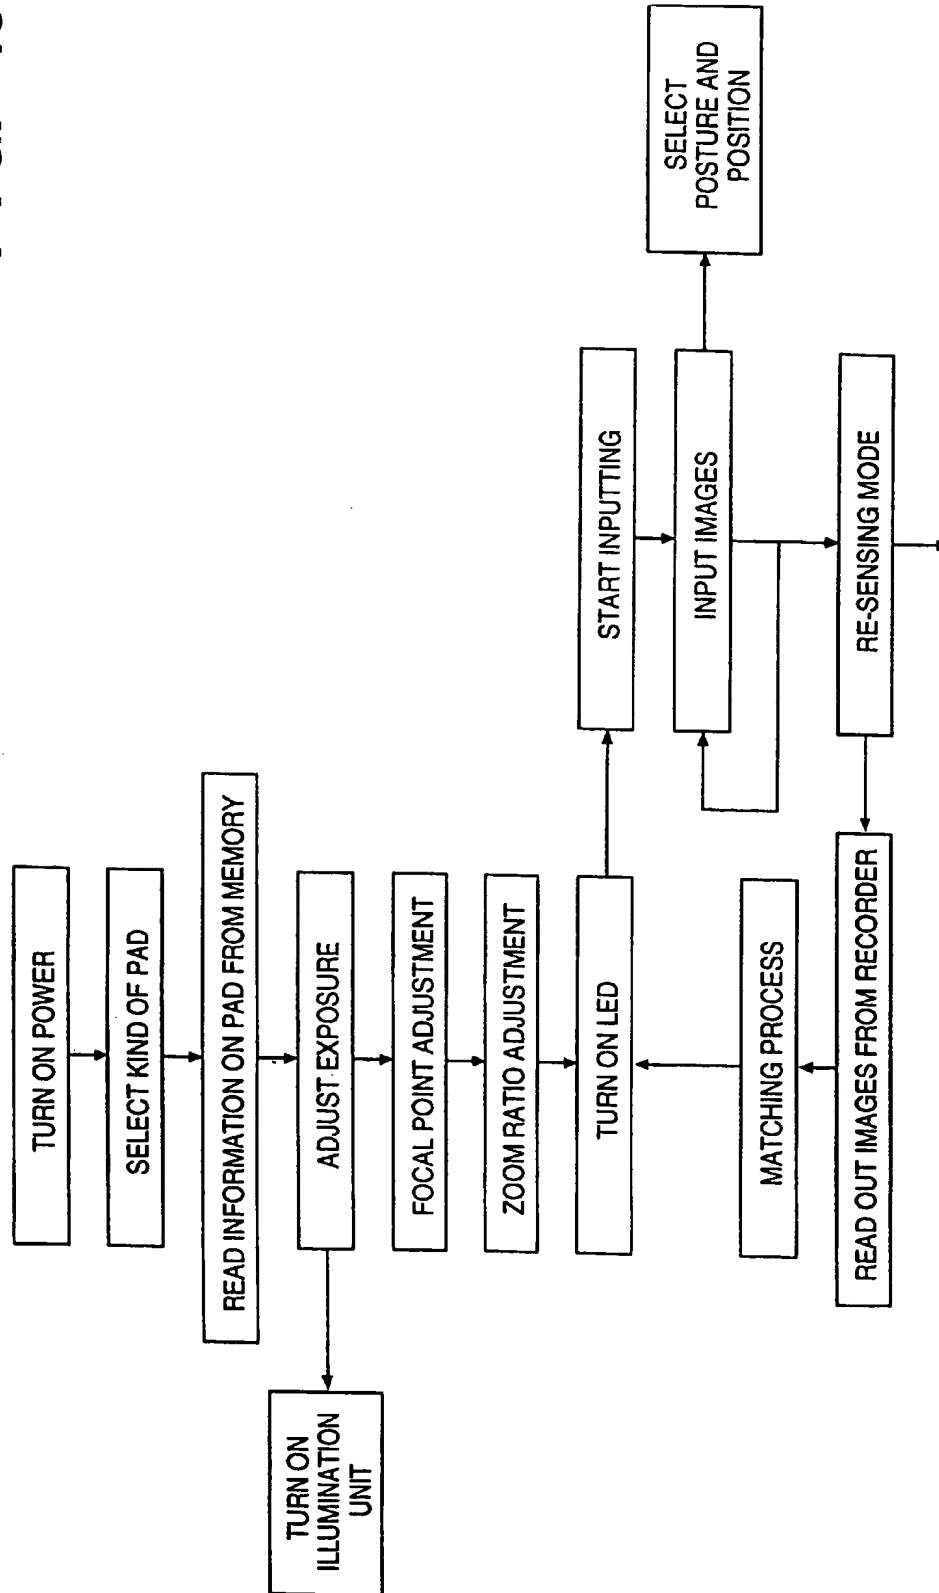 TURN ON POWER
SELECT KIND OF PAD
READ INFORMATION ON PAD FROM MEMORY
ADJUST EXPOSURE
TURN ON
ILLUMINATION
UNIT
FOCAL POINT ADJUSTMENT
ZOOM RATIO ADJUSTMENT
TURN ON LED
START INPUTTING
INPUT IMAGES
SELECT
POSTURE AND
POSITION
RE-SENSING MODE
READ OUT IMAGES FROM RECORDER
MATCHING PROCESS